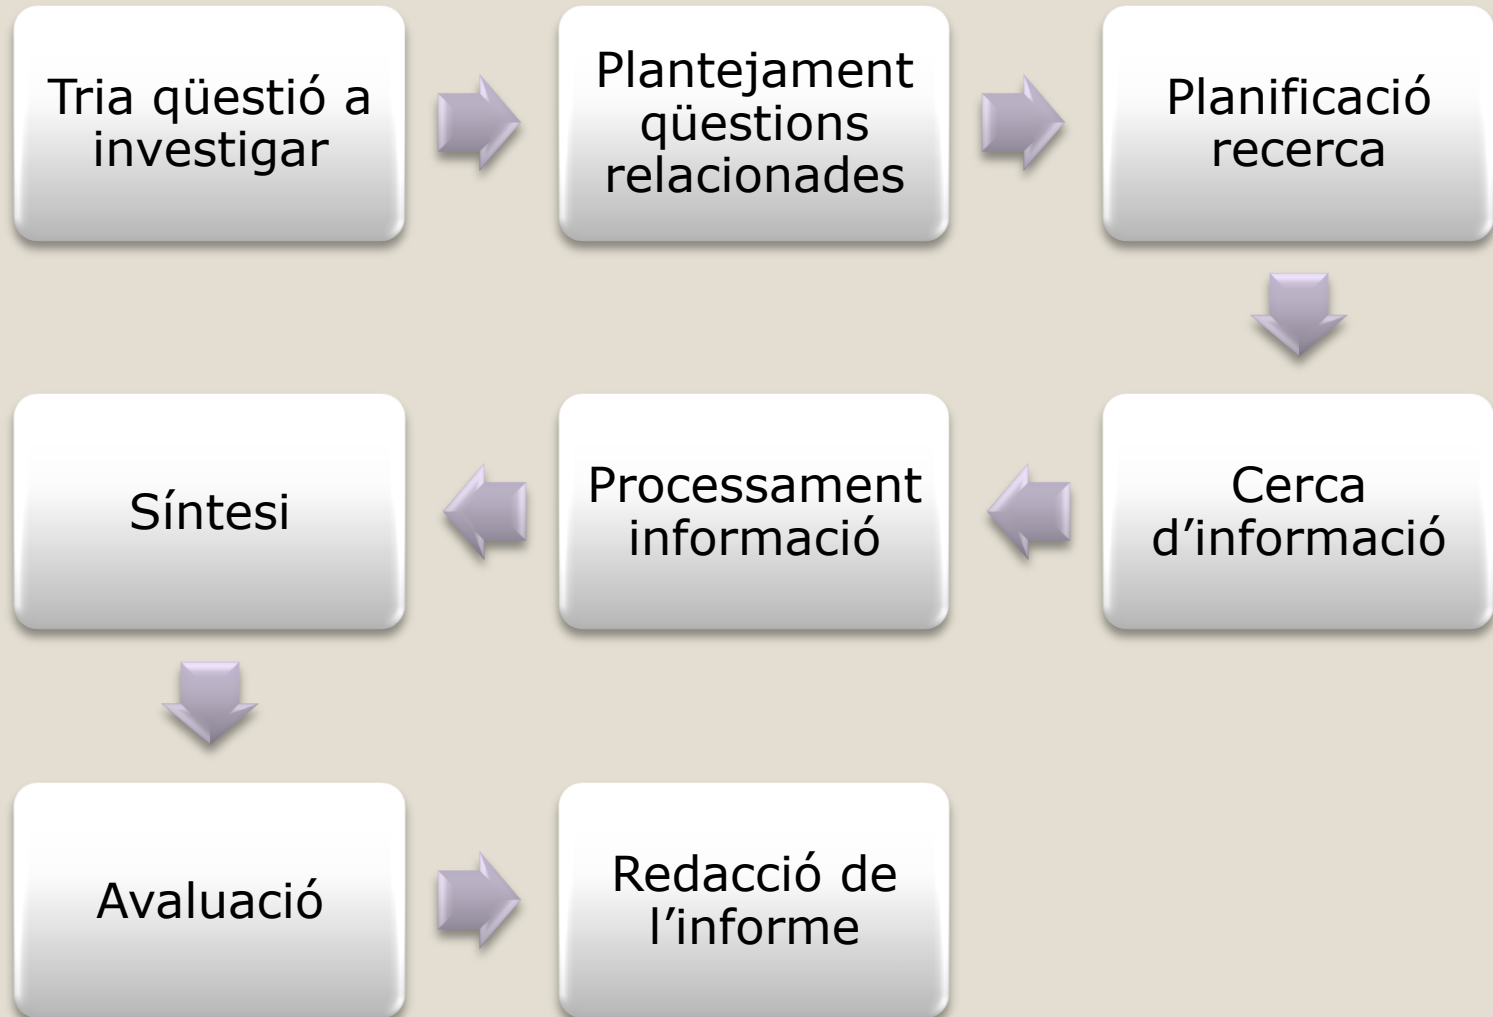 Tria qüestió a
investigar
Plantejament
qüestions
relacionades
Planificació
recerca
Cerca
d’informació
Processament
informació
Síntesi
Avaluació
Redacció de
l’informe